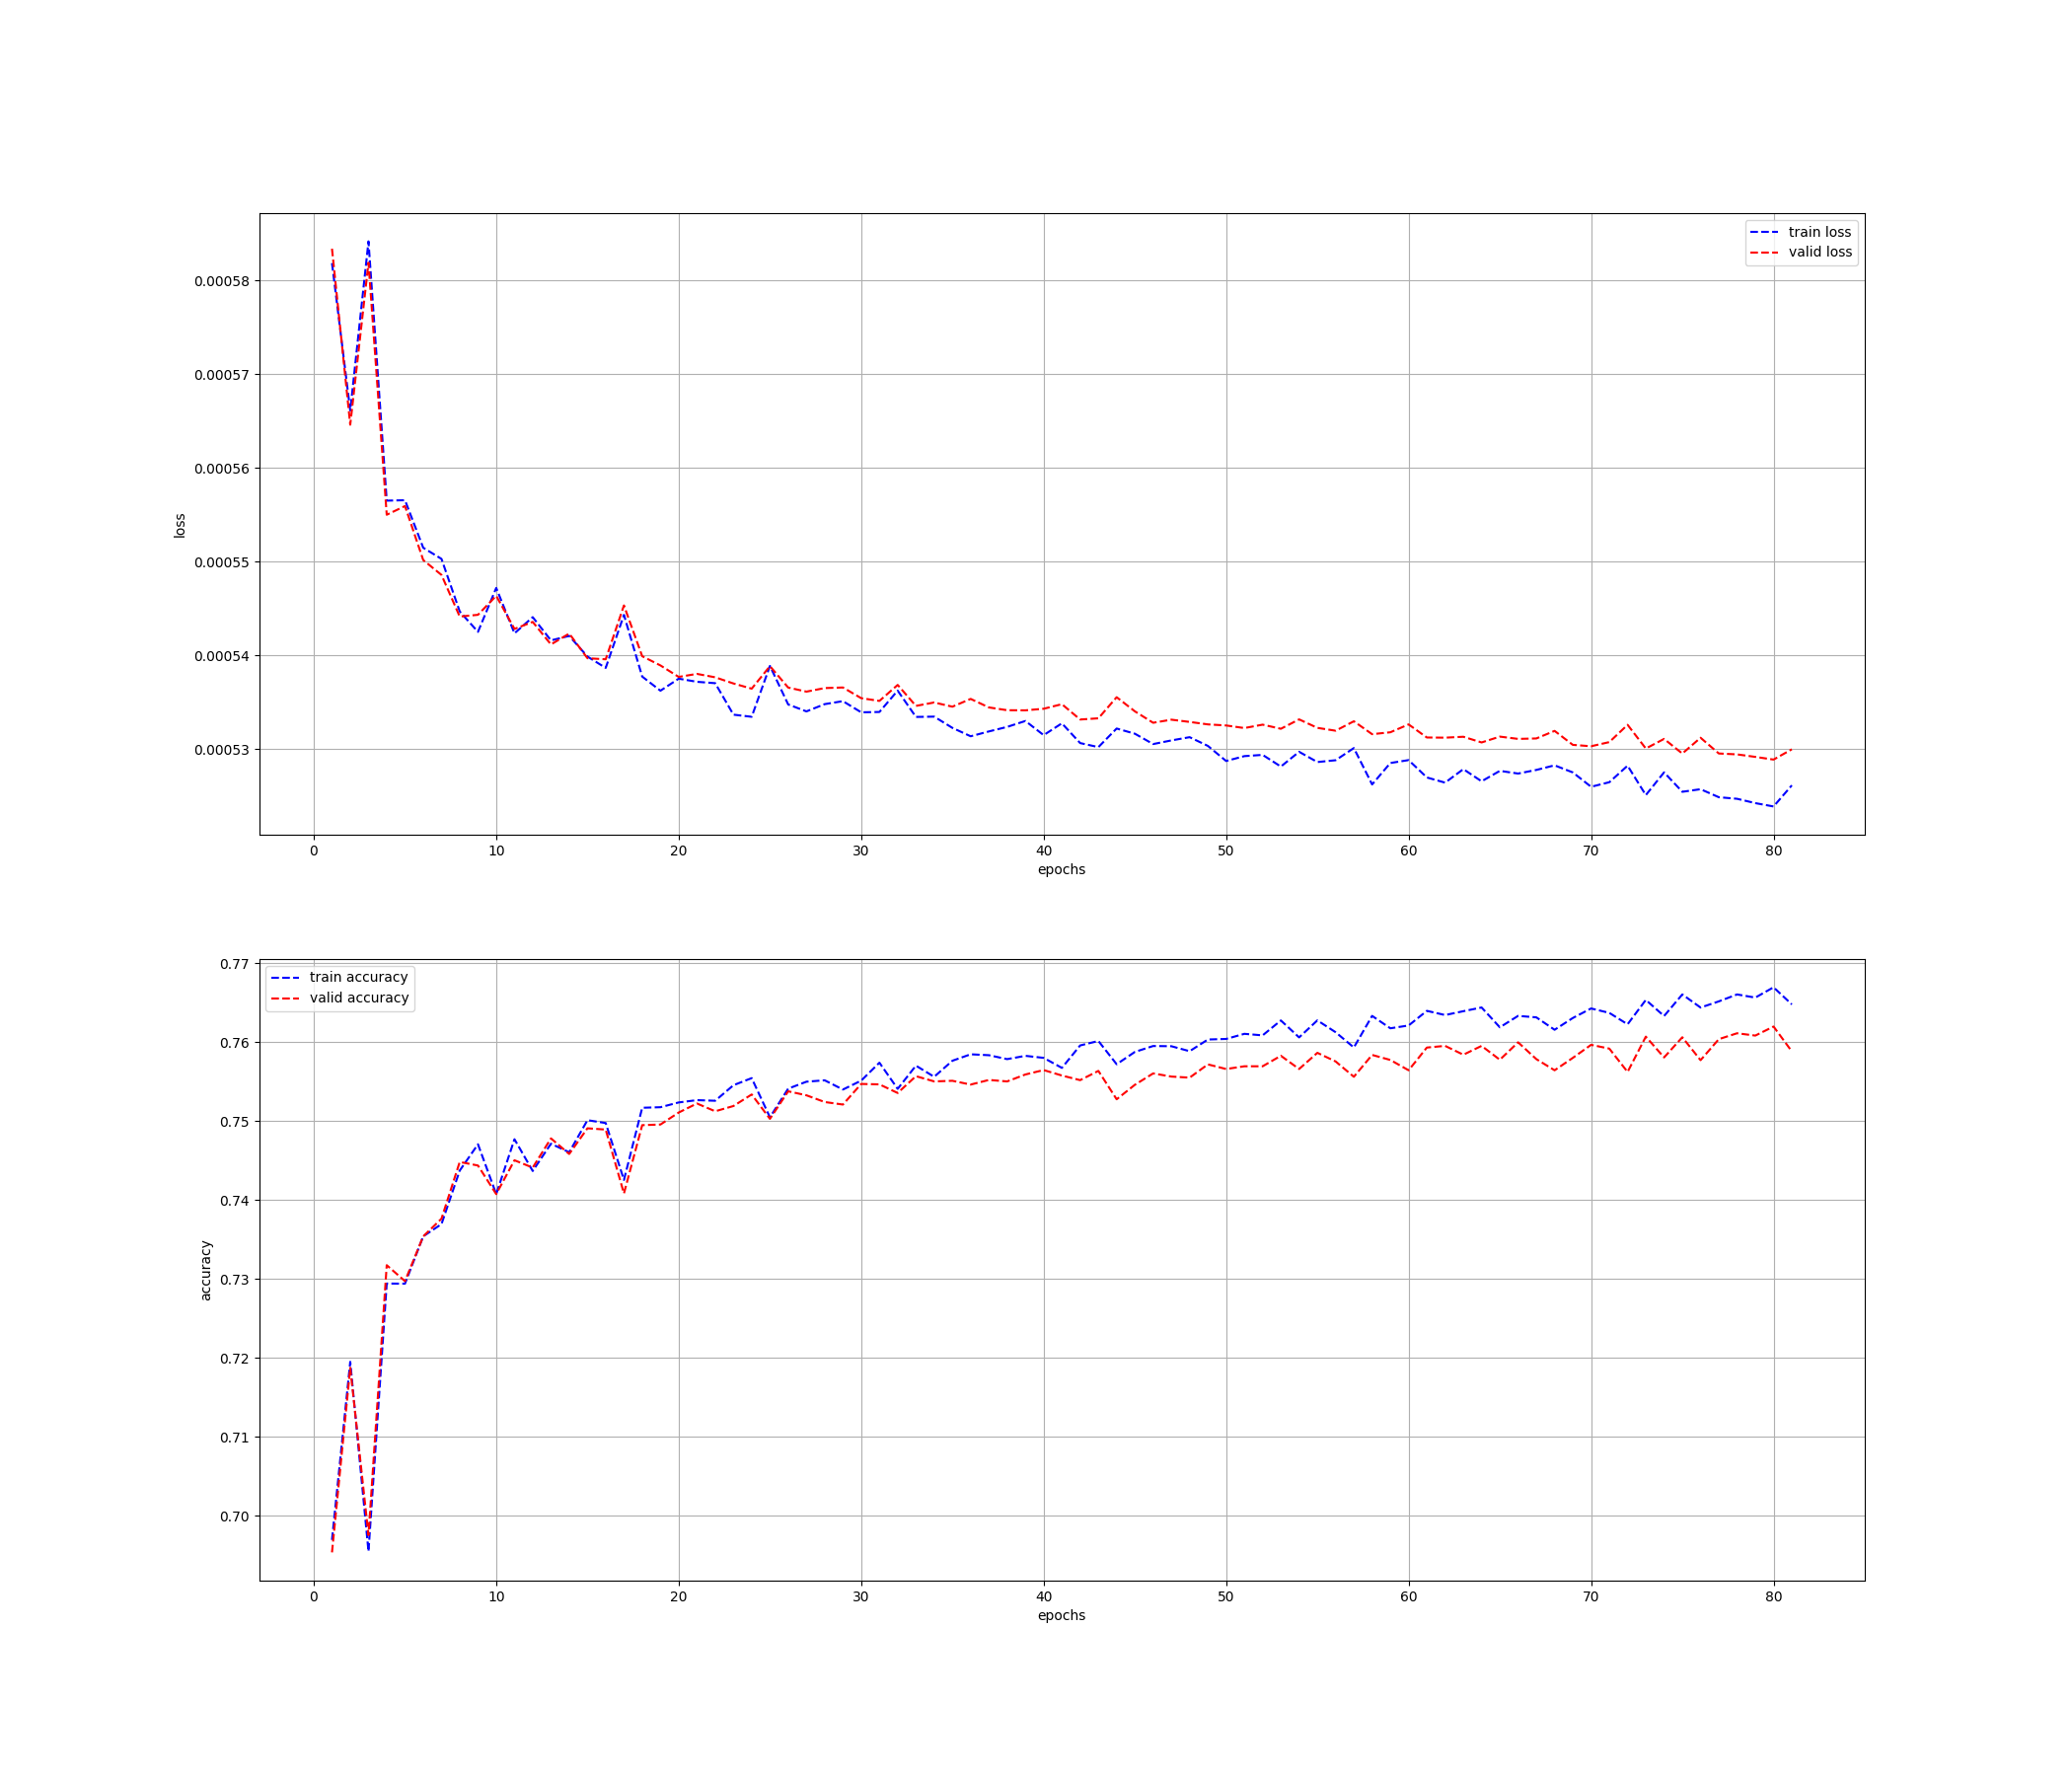 train loss
valid loss
0.00058
0.00057
0.00056
0.00055
0.00054
0.00053
loss
0 10 20 30 40 50 60 70 80
epochs
train accuracy
valid accuracy
0.77
0.76
0.75
0.74
0.73
0.72
0.71
0.70
accuracy
0 10 20 30 40 50 60 70 80
epochs